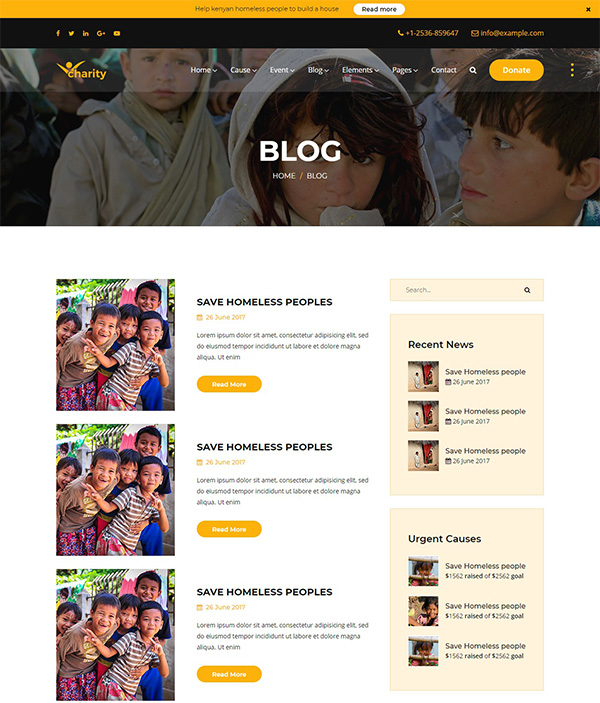 Help kenyan homeless people to build a house Read more
+1-2536-859647 info@example.com
charity
Home Cause Event Blog Elements Pages Contact Donate
BLOG
HOME / BLOG
SAVE HOMELESS PEOPLES
26 June 2017
Lorem ipsum dolor sit amet, consectetur adipisicing elit, sed
do eiusmod tempor incididunt ut labore et dolore magna
aliqua. Ut enim
Read More
SAVE HOMELESS PEOPLES
26 June 2017
Lorem ipsum dolor sit amet, consectetur adipisicing elit, sed
do eiusmod tempor incididunt ut labore et dolore magna
aliqua. Ut enim
Read More
SAVE HOMELESS PEOPLES
26 June 2017
Lorem ipsum dolor sit amet, consectetur adipisicing elit, sed
do eiusmod tempor incididunt ut labore et dolore magna
aliqua. Ut enim
Read More
Search...
Recent News
Save Homeless people
26 June 2017
Save Homeless people
26 June 2017
Save Homeless people
26 June 2017
Urgent Causes
Save Homeless people
$1562 raised of $2562 goal
Save Homeless people
$1562 raised of $2562 goal
Save Homeless people
$1562 raised of $2562 goal